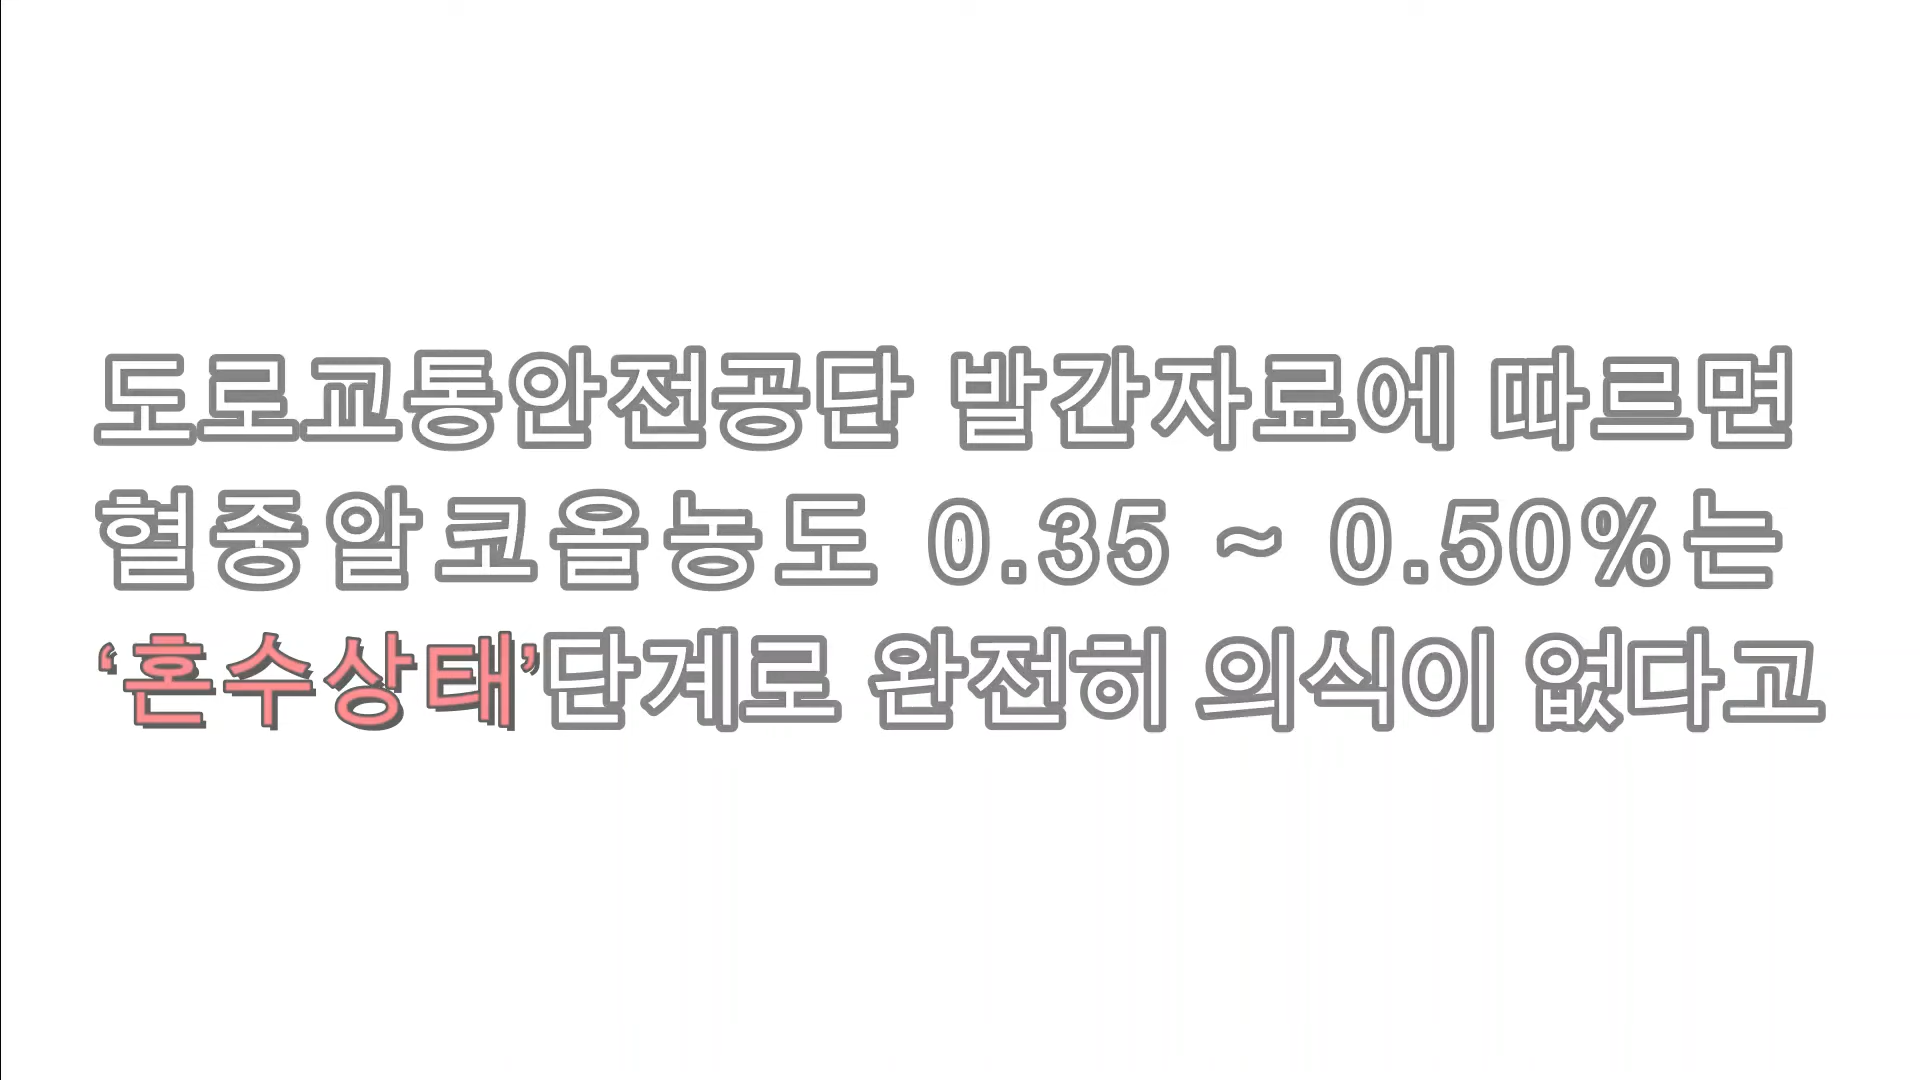 도로교통안전공단 발간자료에 따르면
혈중알코올농도 0.35 ~ 0.50%는
‘혼수상태’단계로 완전히 의식이 없다고